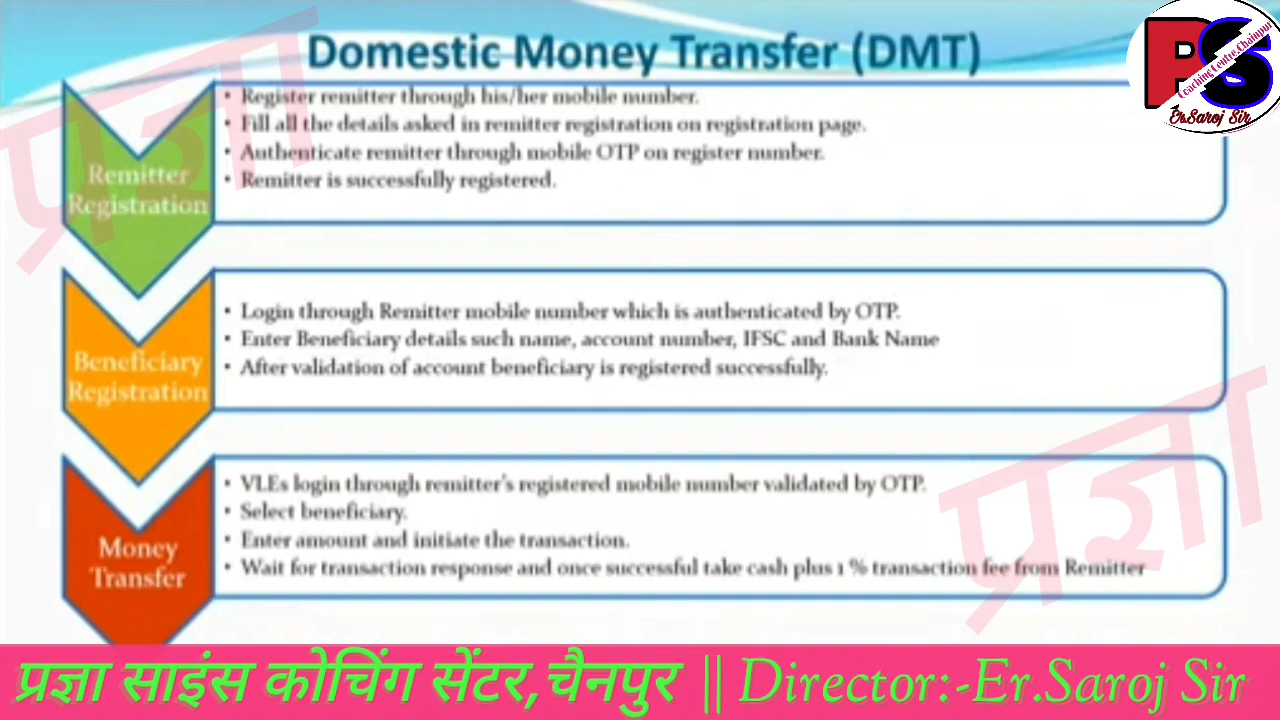 Domestic Money Transfer (DMT)
PS
Coaching Centre, Chainpur
Er.Saroj Sir
• Register remitter through his/her mobile number.
• Fill all the details asked in remitter registration on registration page.
• Authenticate remitter through mobile OTP on register number.
• Remitter is successfully registered.
Remitter
Registration
प्रज्ञा
• Login through Remitter mobile number which is authenticated by OTP.
• Enter Beneficiary details such name, account number, IFSC and Bank Name
• After validation of account beneficiary is registered successfully.
Beneficiary
Registration
• VLEs login through remitter's registered mobile number validated by OTP.
• Select beneficiary.
• Enter amount and initiate the transaction.
• Wait for transaction response and once successful take cash plus 1 % transaction fee from Remitter
Money
Transfer
प्रज्ञा
प्रज्ञा साइंस कोचिंग सेंटर,चैनपुर || Director:-Er.Saroj Sir